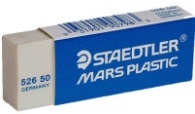 STAEDTLER
MARS PLASTIC
526 50
GERMANY